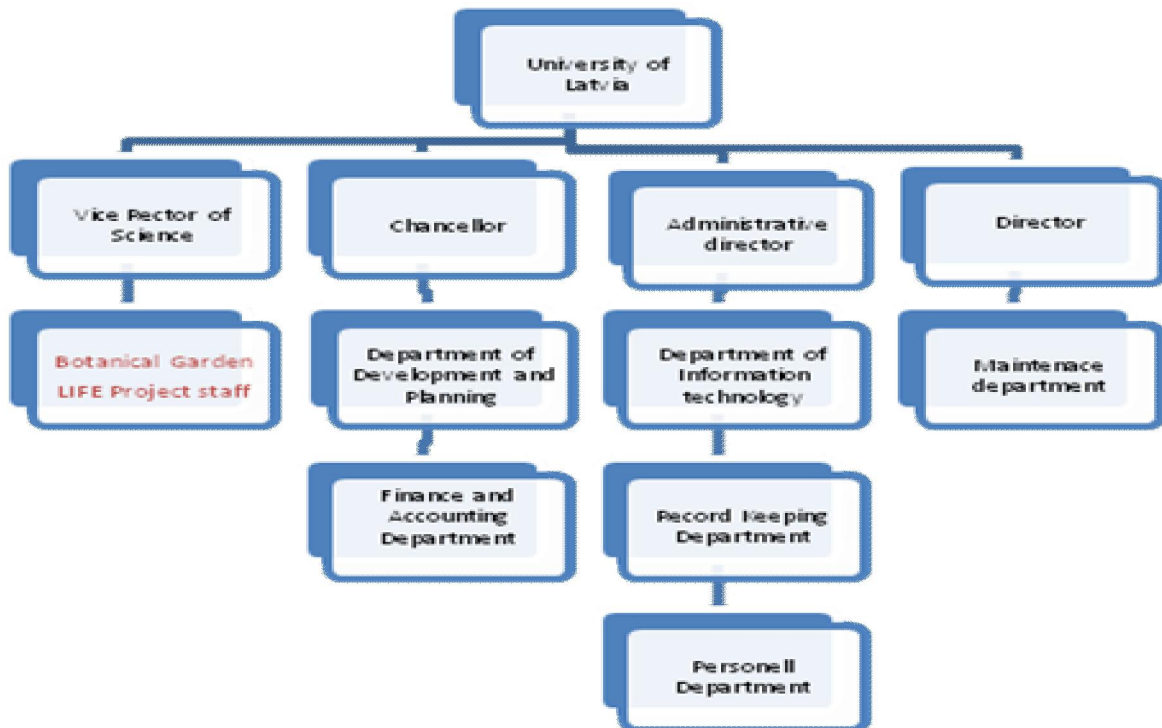 University of
Latvia
Vice Rector of
Science
Chancellor
Administrative
director
Director
Botanical Garden
LIFE Project staff
Department of
Development and
Planning
Department of
Information
technology
Maintenace
department
Finance and
Accounting
Department
Record Keeping
Department
Personell
Department